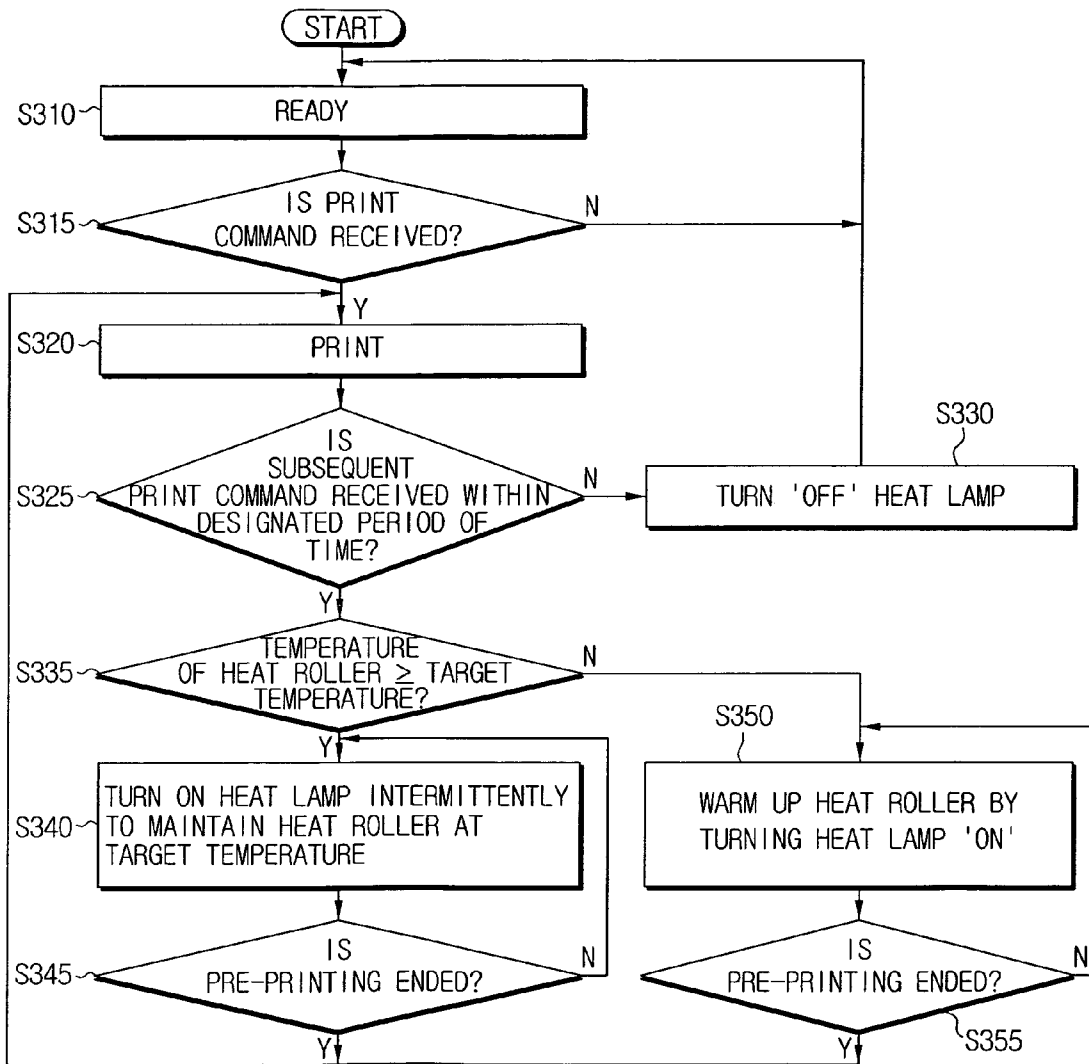 START
S310
READY
S315
IS PRINT
COMMAND RECEIVED?
N
Y
S320
PRINT
S325
IS
SUBSEQUENT
PRINT COMMAND RECEIVED WITHIN
DESIGNATED PERIOD OF
TIME?
N
S330
TURN 'OFF' HEAT LAMP
Y
S335
TEMPERATURE
OF HEAT ROLLER ≥ TARGET
TEMPERATURE?
N
Y
S340
TURN ON HEAT LAMP INTERMITTENTLY
TO MAINTAIN HEAT ROLLER AT
TARGET TEMPERATURE
S350
WARM UP HEAT ROLLER BY
TURNING HEAT LAMP 'ON'
S345
IS
PRE-PRINTING ENDED?
N
Y
IS
PRE-PRINTING ENDED?
N
S355
Y